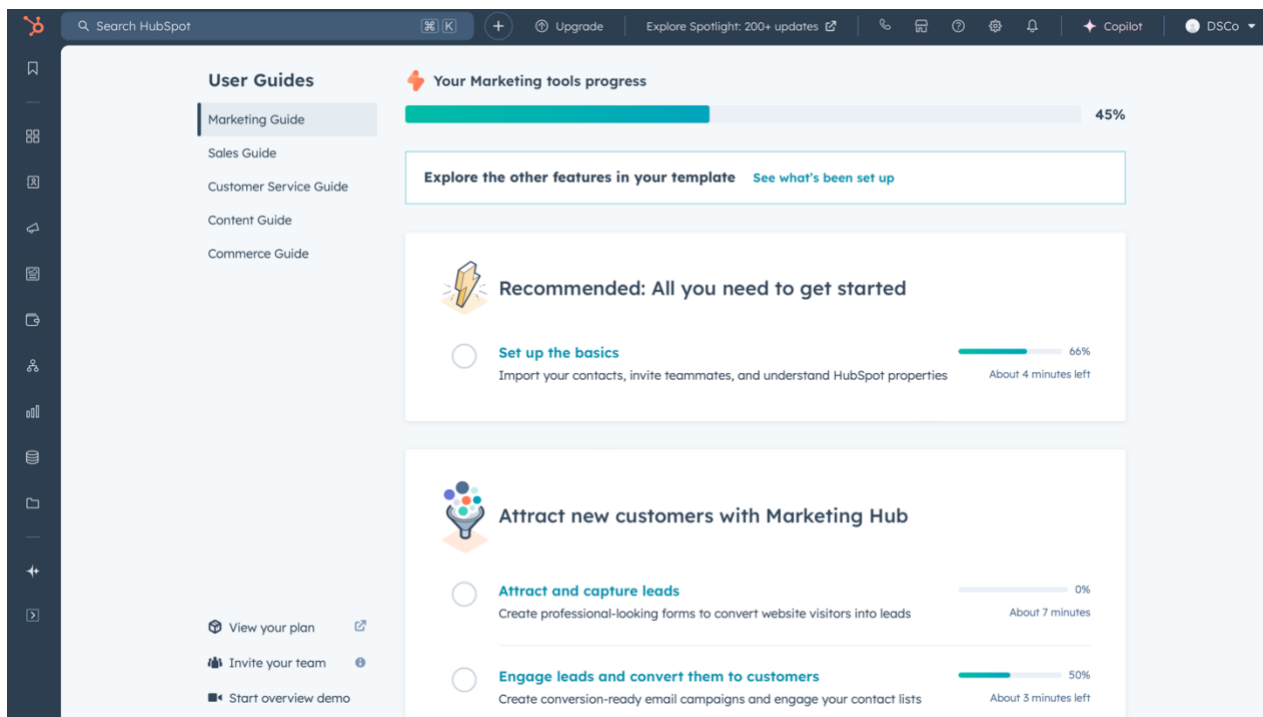 Search HubSpot
⌘ K
Upgrade
Explore Spotlight: 200+ updates
Copilot
DSCo
User Guides
Marketing Guide
Sales Guide
Customer Service Guide
Content Guide
Commerce Guide
View your plan
Invite your team
Start overview demo
Your Marketing tools progress
45%
Explore the other features in your template See what's been set up
Recommended: All you need to get started
Set up the basics
66%
Import your contacts, invite teammates, and understand HubSpot properties
About 4 minutes left
Attract new customers with Marketing Hub
Attract and capture leads
0%
Create professional-looking forms to convert website visitors into leads
About 7 minutes
Engage leads and convert them to customers
50%
Create conversion-ready email campaigns and engage your contact lists
About 3 minutes left